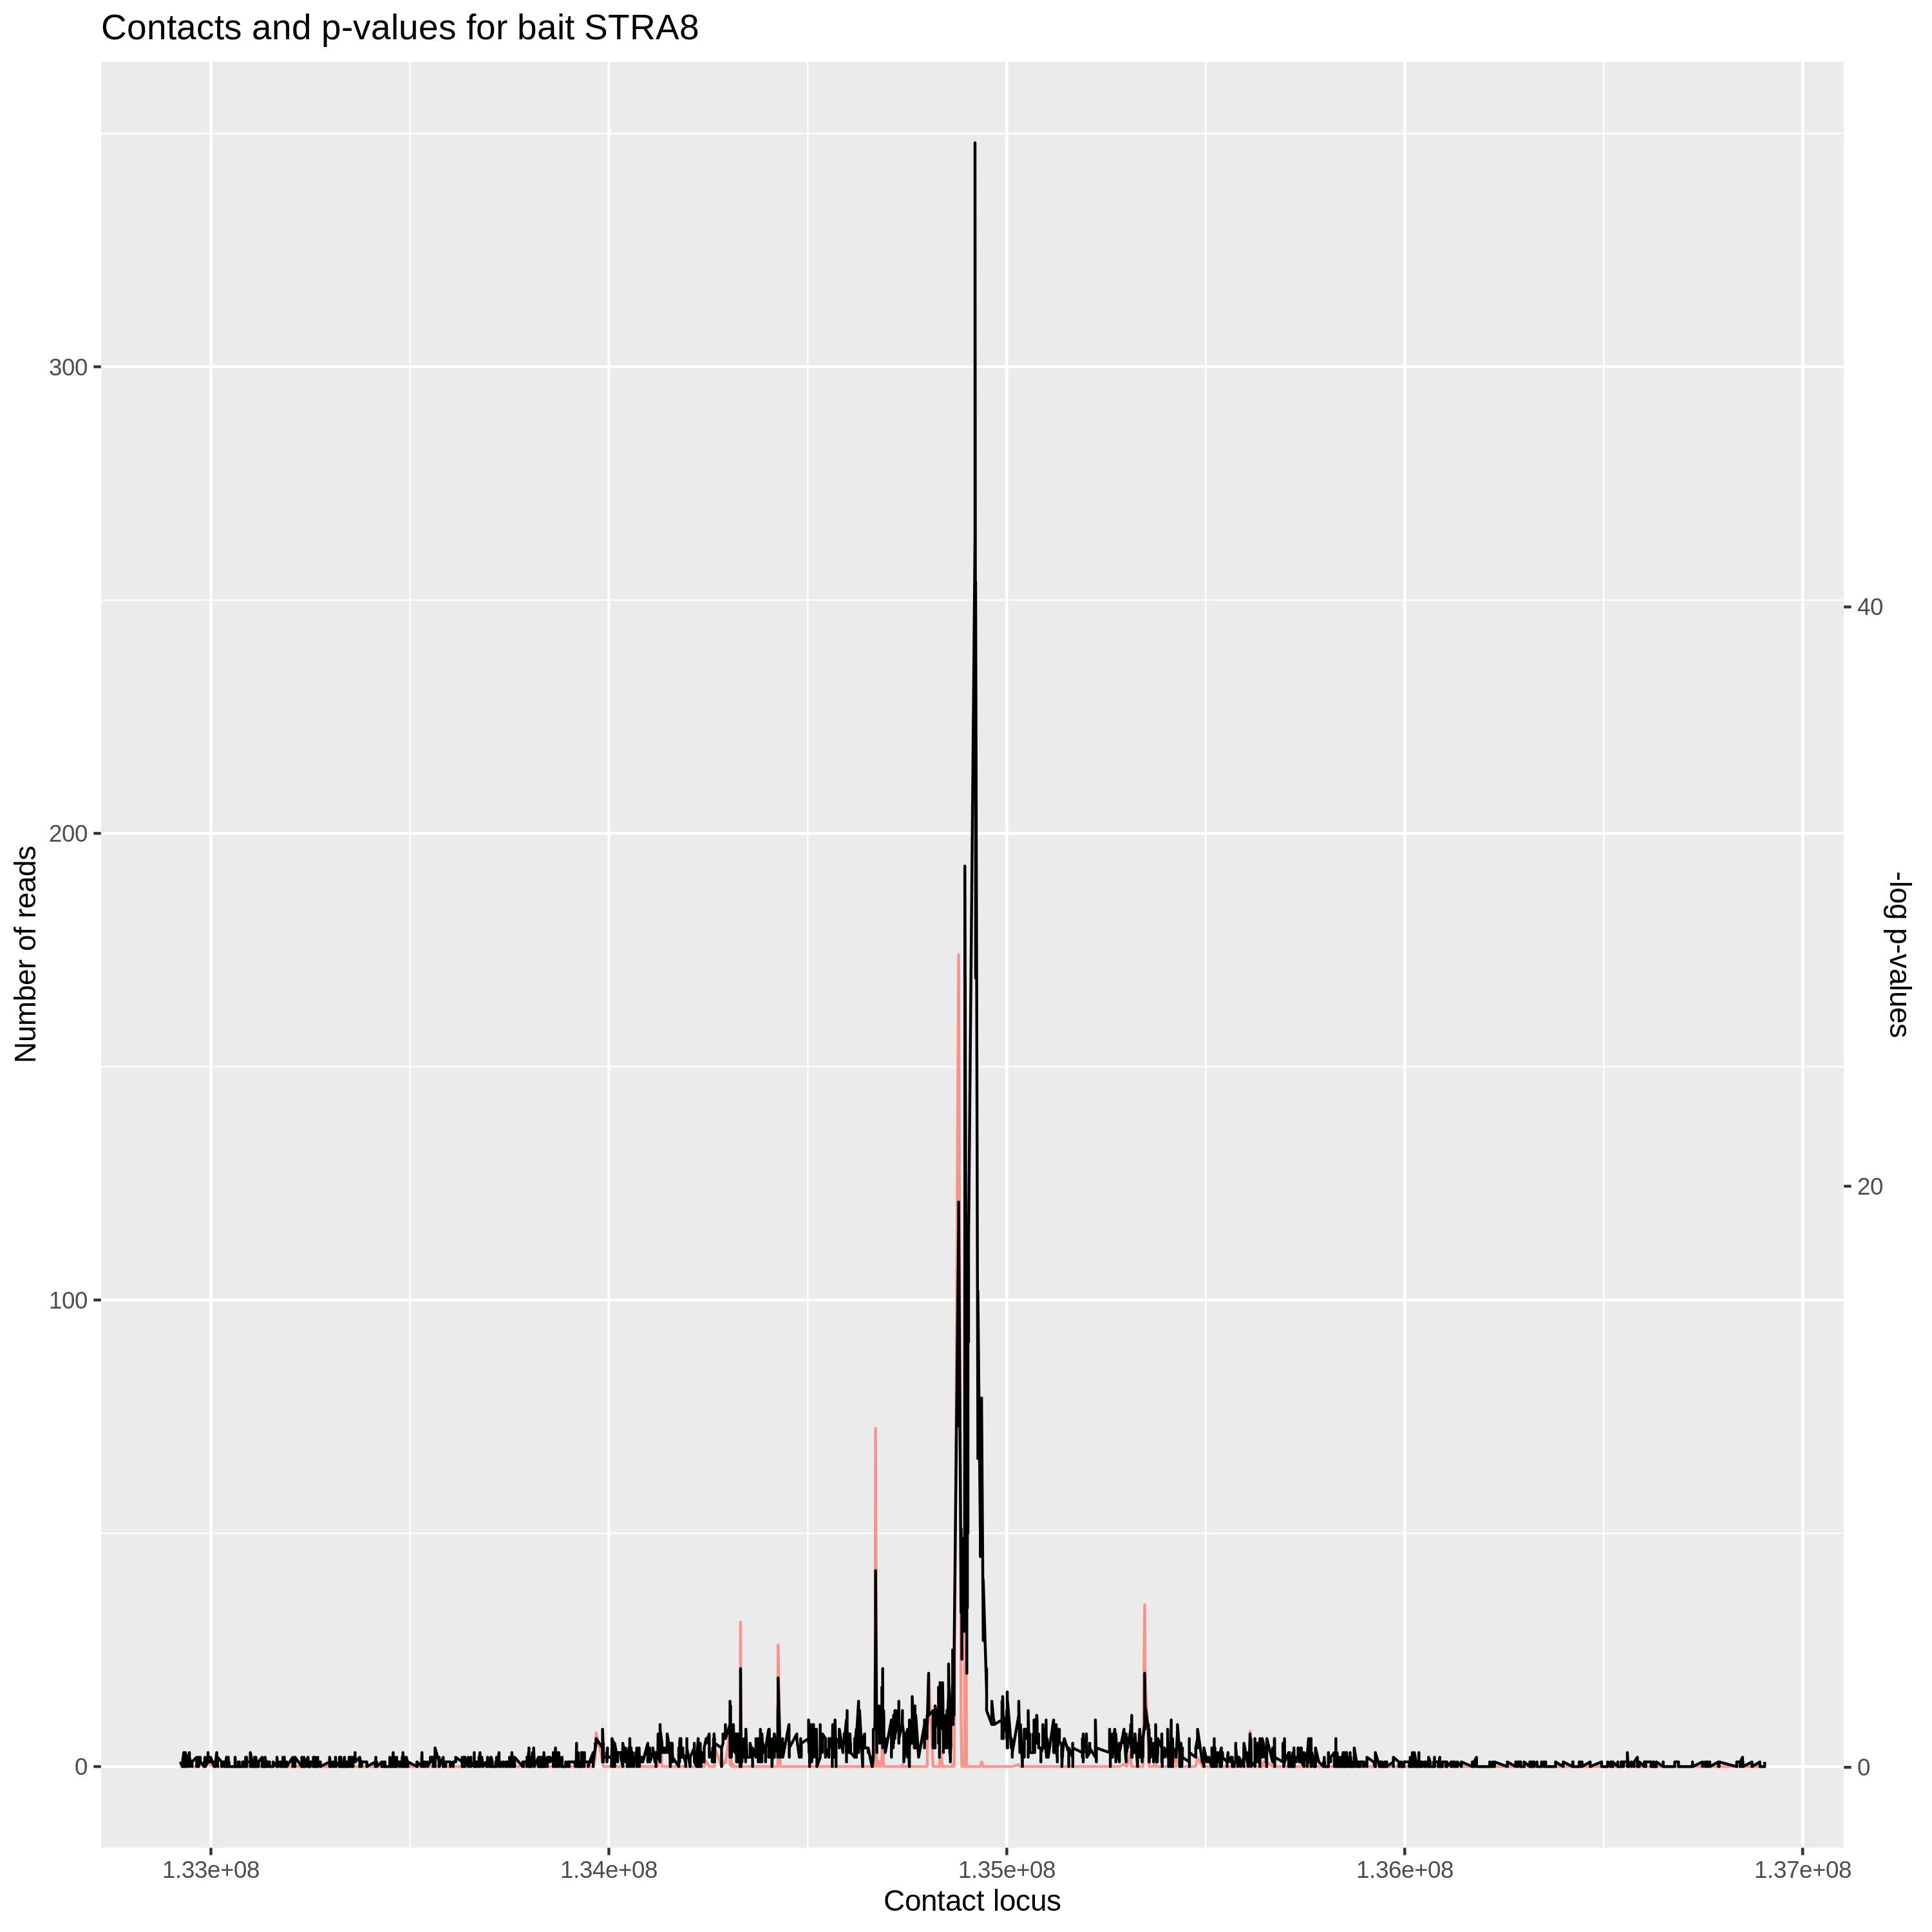 Contacts and p-values for bait STRA8
300
200
100
0
Number of reads
40
20
0
-log p-values
1.33e+08
1.34e+08
1.35e+08
1.36e+08
1.37e+08
Contact locus